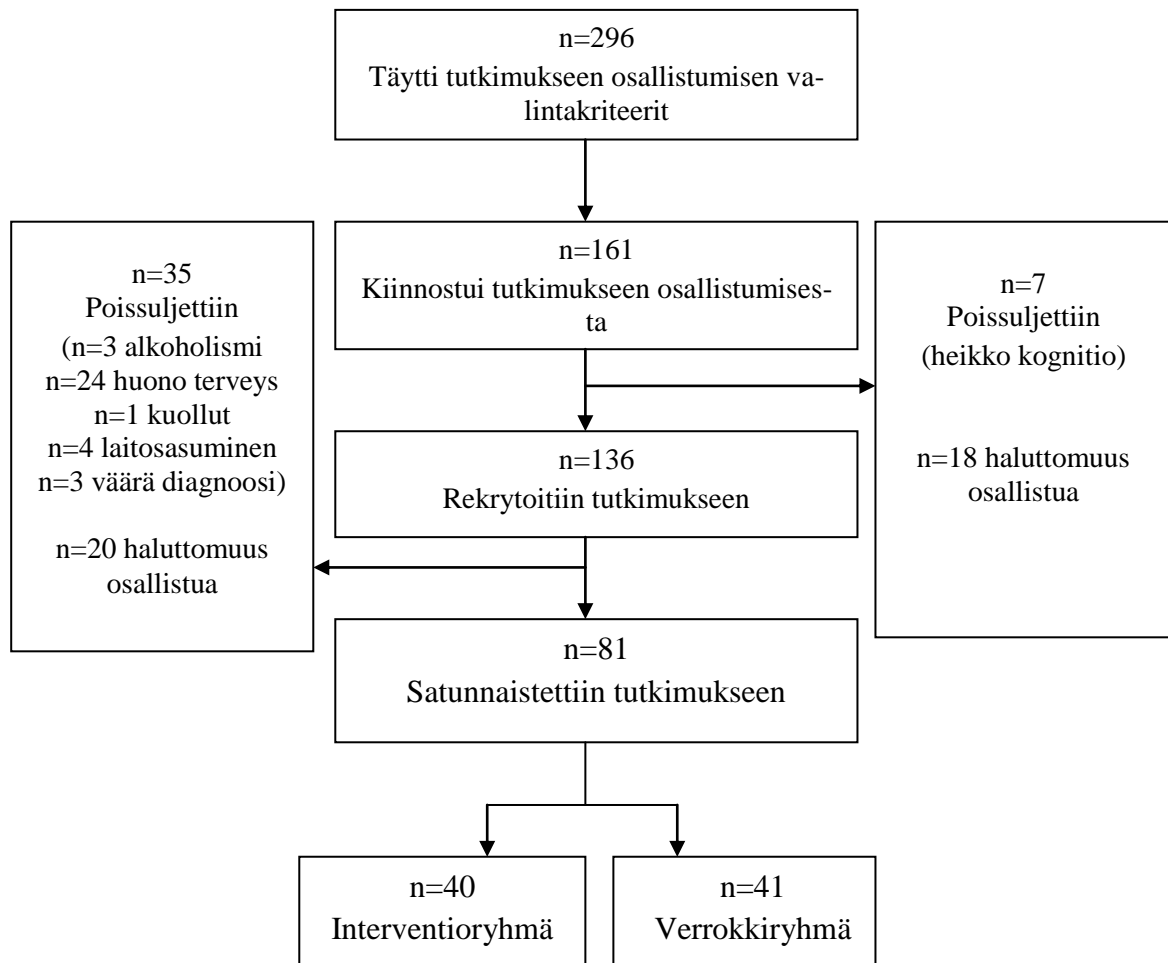 n=296
Täytti tutkimukseen osallistumisen va-
lintakriteerit
n=161
Kiinnostui tutkimukseen osallistumises-
ta
n=7
Poissuljettiin
(heikko kognitio)
n=18 haluttomuus
osallistua
n=136
Rekrytoitiin tutkimukseen
n=35
Poissuljettiin
(n=3 alkoholismi
n=24 huono terveys
n=1 kuollut
n=4 laitosasuminen
n=3 väärä diagnoosi)
n=20 haluttomuus
osallistua
n=81
Satunnaistettiin tutkimukseen
n=40
Interventioryhmä
n=41
Verrokkiryhmä